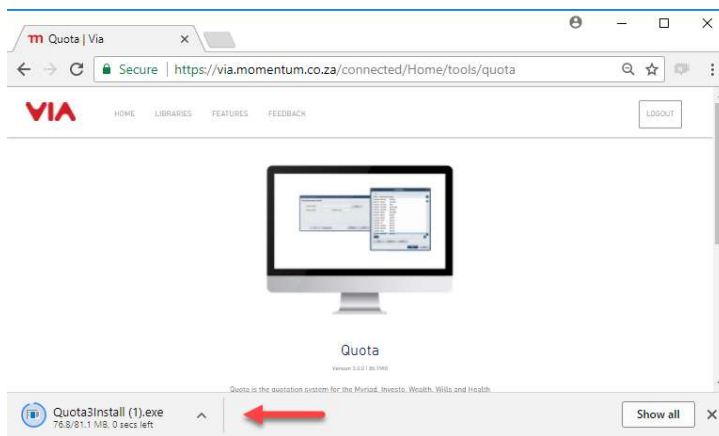 m Quota | Via
Secure | https://via.momentum.co.za/connected/Home/tools/quota
VIA HOME LIBRARIES FEATURES FEEDBACK LOGOUT
Quota
Quota is the quotation system for the Myriad, Investo, Wealth, Wills and Health
Quota3Install (1).exe
76.8/81.1 MB, 0 secs left
Show all